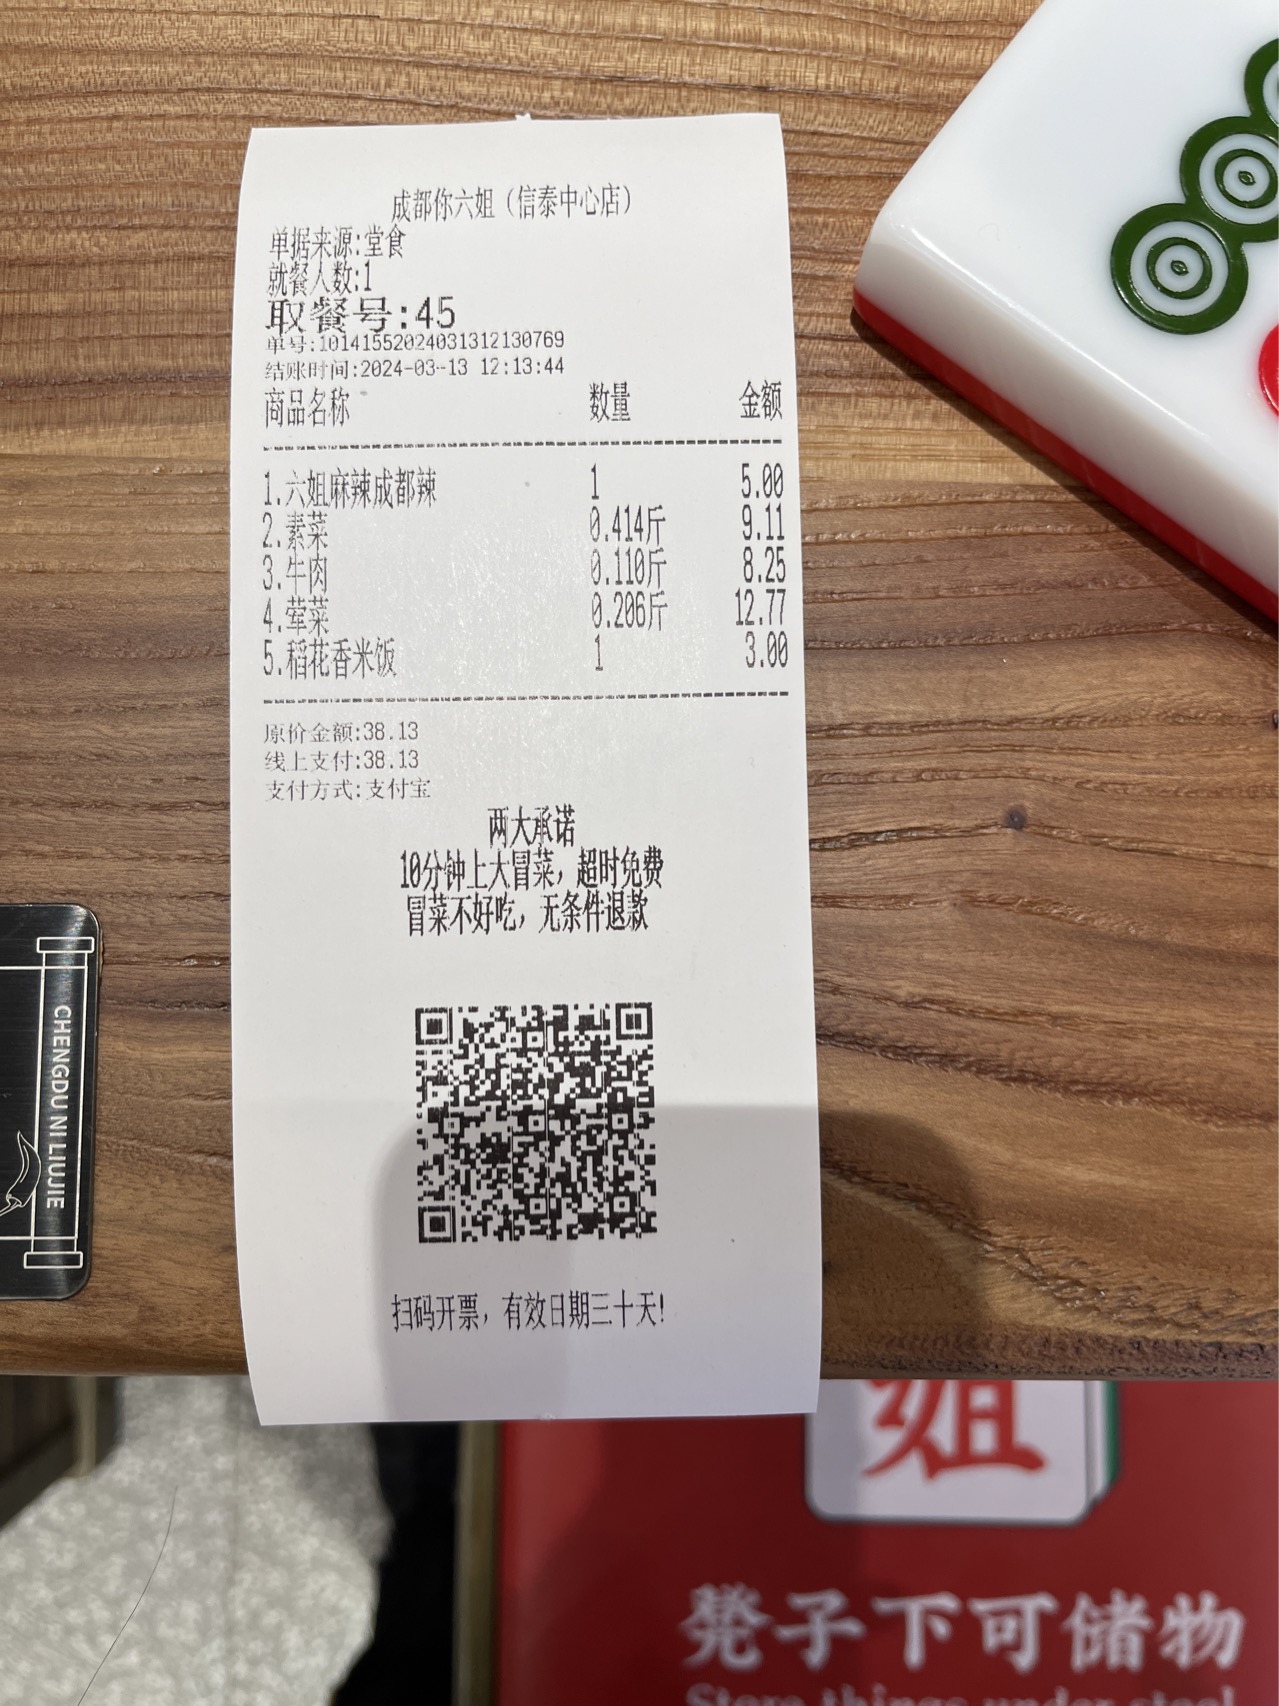 成都你六姐（信泰中心店）
单据来源:堂食
就餐人数:1
取餐号:45
单号:10141552024031312130769
结账时间:2024-03-13 12:13:44
商品名称 数量 金额
1.六姐麻辣成都辣 1 5.00
2.素菜 0.414斤 9.11
3.牛肉 0.110斤 8.25
4.荤菜 0.206斤 12.77
5.稻花香米饭 1 3.00
原价金额:38.13
线上支付:38.13
支付方式:支付宝
两大承诺
10分钟上大冒菜，超时免费
冒菜不好吃，无条件退款
扫码开票，有效日期三十天!
CHENGDU NI LIUJIE
姐
凳子下可储物
Store things